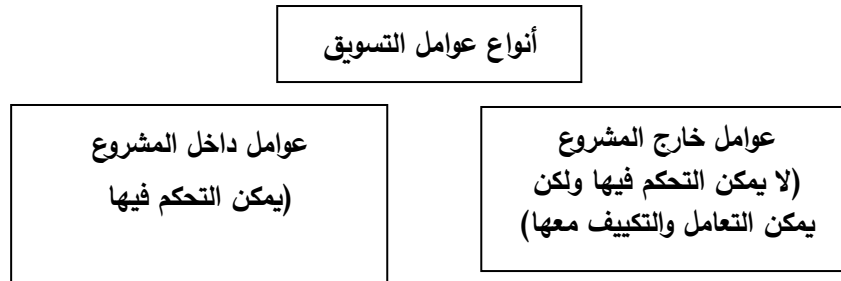 أنواع عوامل التسويق
عوامل خارج المشروع
(لا يمكن التحكم فيها ولكن
يمكن التعامل والتكييف معها)
عوامل داخل المشروع
(يمكن التحكم فيها